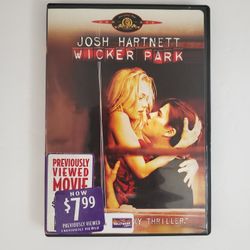 JOSH HARTNETT
WICKER PARK
PREVIOUSLY
VIEWED
MOVIE
NOW
$7.99
PREVIOUSLY VIEWED
THRILLER."